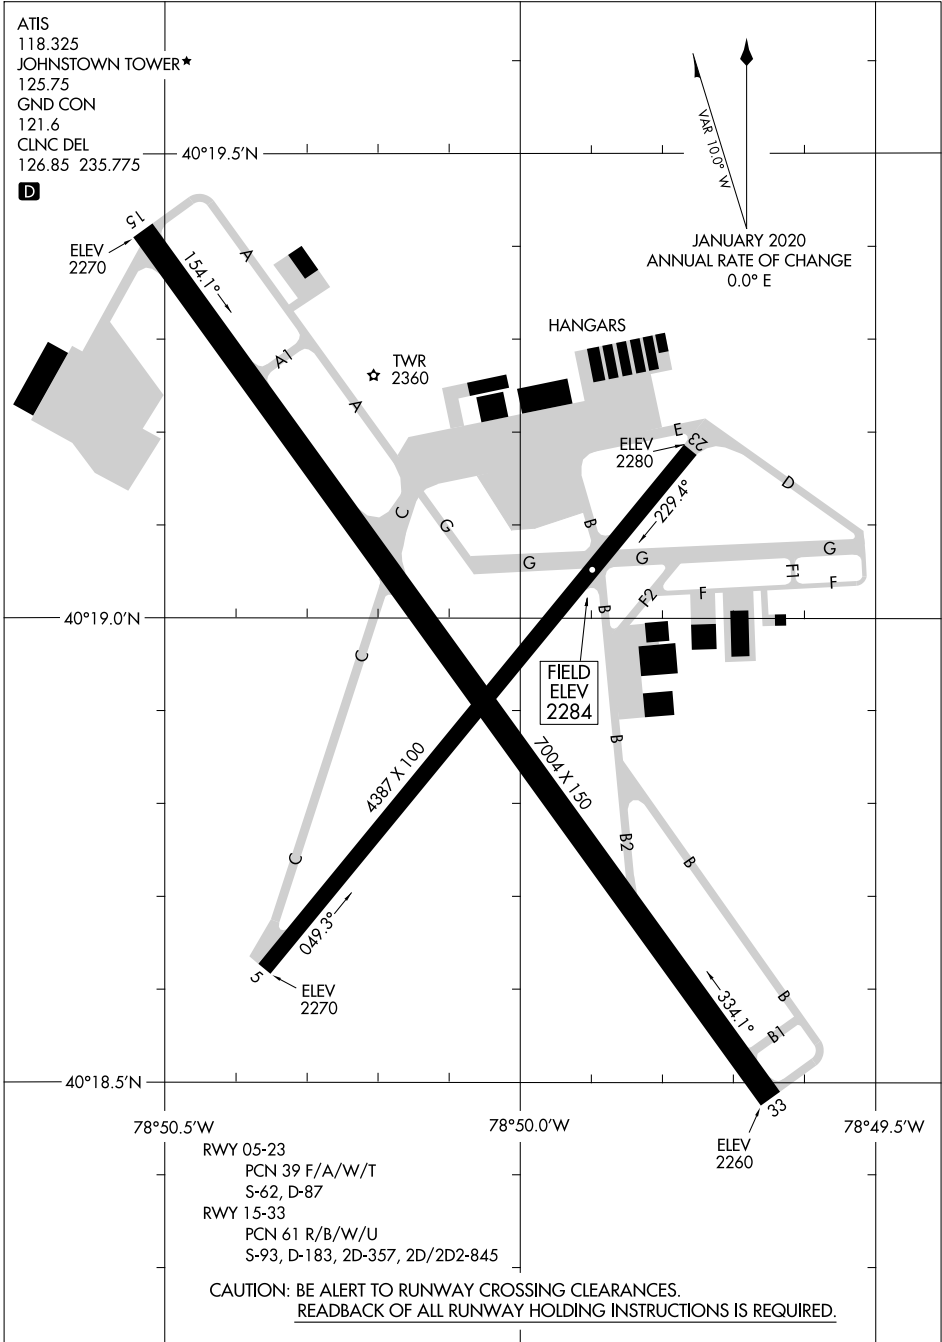 ATIS
118.325
JOHNSTOWN TOWER★
125.75
GND CON
121.6
CLNC DEL
126.85 235.775
D
40°19.5'N
VAR 10.0° W
JANUARY 2020
ANNUAL RATE OF CHANGE
0.0° E
15
ELEV
2270
154.1°
A
A1
A
TWR
2360
HANGARS
E
ELEV
2280
23
229.4°
D
C
G
B
G
G
G
F1
F
F
F2
B
40°19.0'N
C
FIELD
ELEV
2284
B
4387 X 100
7004 X 150
C
B2
B
049.3°
5
ELEV
2270
334.1°
B
B1
40°18.5'N
33
ELEV
2260
78°50.5'W
78°50.0'W
78°49.5'W
RWY 05-23
PCN 39 F/A/W/T
S-62, D-87
RWY 15-33
PCN 61 R/B/W/U
S-93, D-183, 2D-357, 2D/2D2-845
CAUTION: BE ALERT TO RUNWAY CROSSING CLEARANCES.
READBACK OF ALL RUNWAY HOLDING INSTRUCTIONS IS REQUIRED.